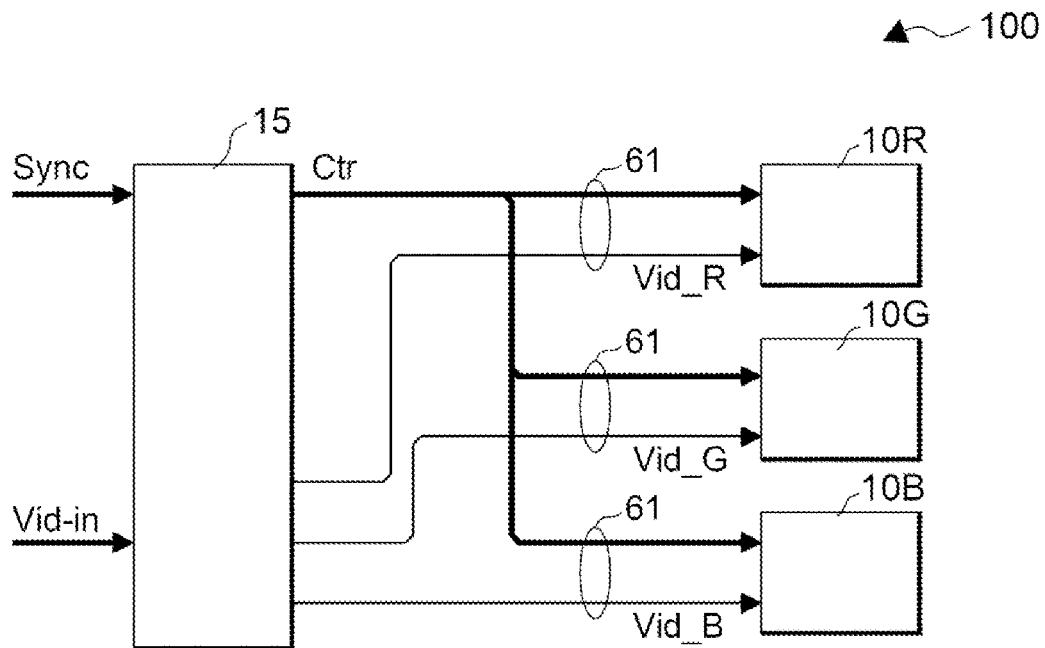 100
15
10R
Sync
Ctr
61
Vid_R
10G
61
Vid_G
10B
Vid-in
61
Vid_B